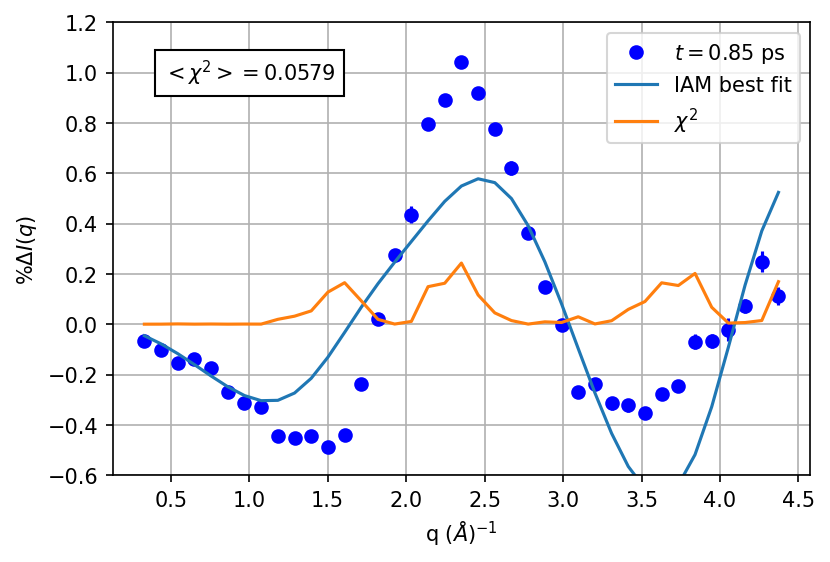 1.2
1.0
0.8
0.6
0.4
0.2
0.0
−0.2
−0.4
−0.6
%ΔI(q)
< χ² > = 0.0579
t = 0.85 ps
IAM best fit
χ²
0.5 1.0 1.5 2.0 2.5 3.0 3.5 4.0 4.5
q (Å)⁻¹